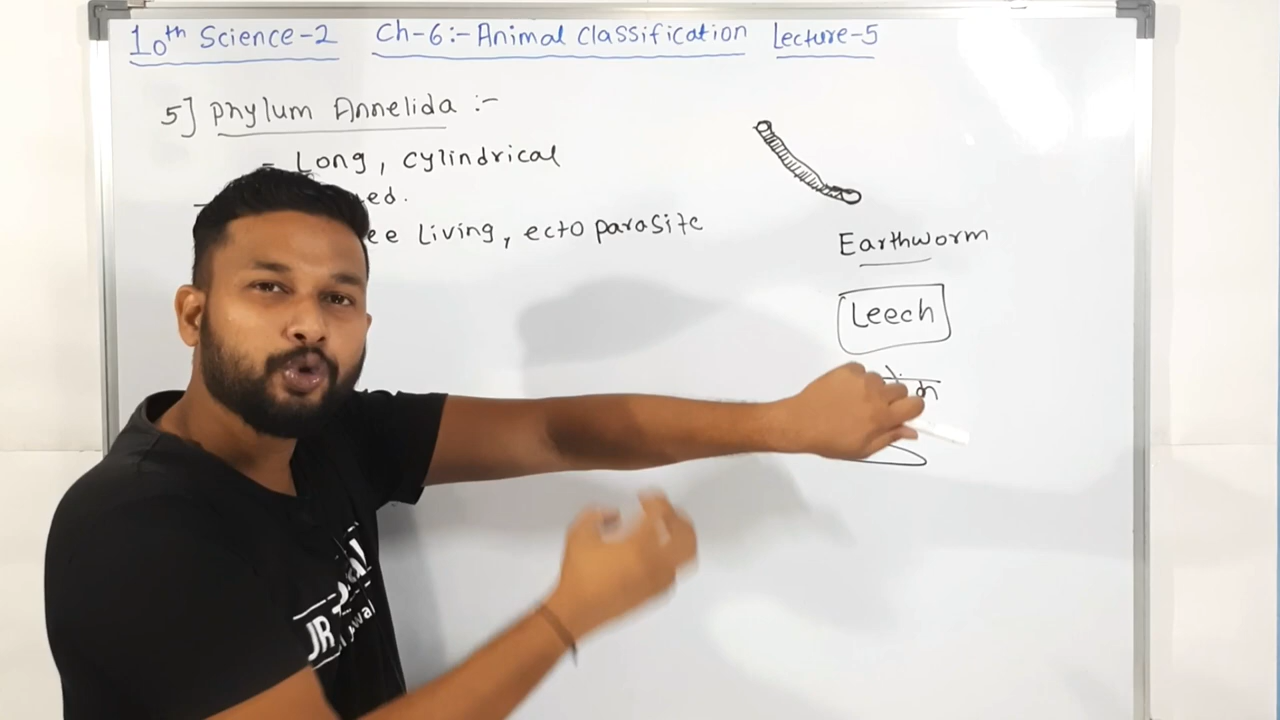 10th Science-2 Ch-6:- Animal Classification Lecture-5
5] Phylum Annelida :-
- Long, cylindrical
ed.
ee Living, ecto parasite
Earthworm
Leech
JR